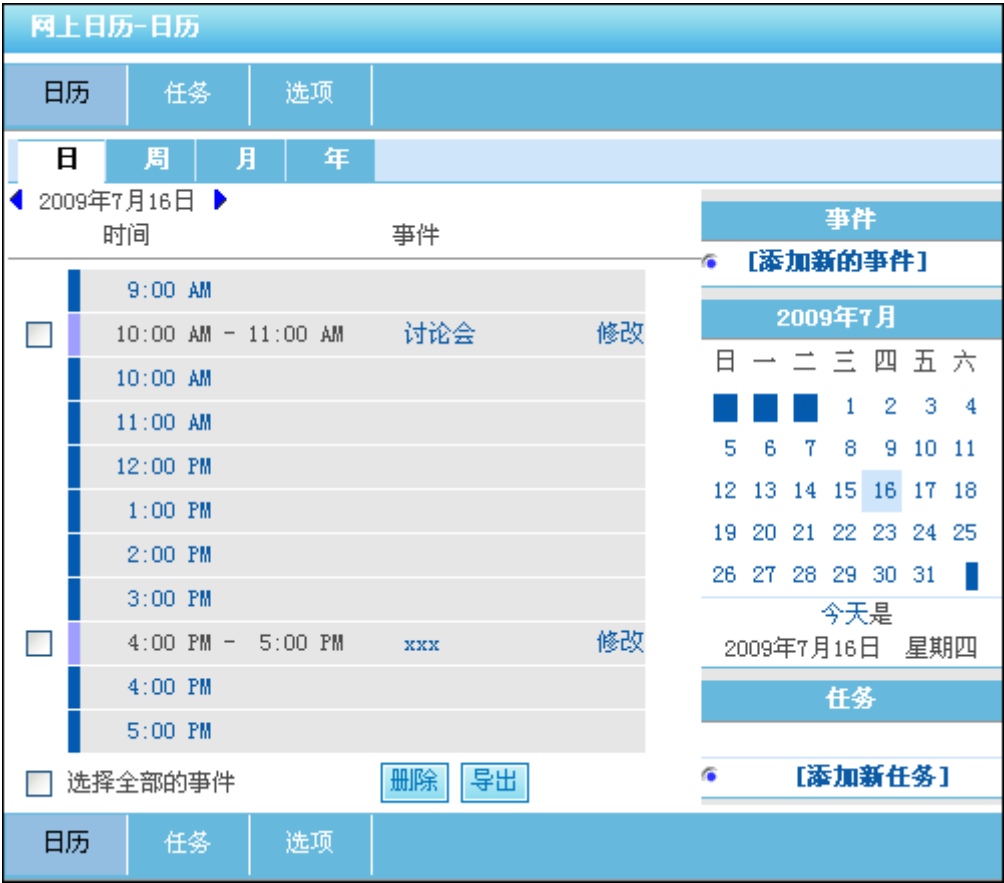 网上日历-日历
日历 任务 选项
日 周 月 年
2009年7月16日
时间 事件
9:00 AM
10:00 AM - 11:00 AM 讨论会 修改
10:00 AM
11:00 AM
12:00 PM
1:00 PM
2:00 PM
3:00 PM
4:00 PM - 5:00 PM xxx 修改
4:00 PM
5:00 PM
选择全部的事件 删除 导出
事件
[添加新的事件]
2009年7月
日 一 二 三 四 五 六
1 2 3 4
5 6 7 8 9 10 11
12 13 14 15 16 17 18
19 20 21 22 23 24 25
26 27 28 29 30 31
今天是
2009年7月16日 星期四
任务
[添加新任务]
日历 任务 选项